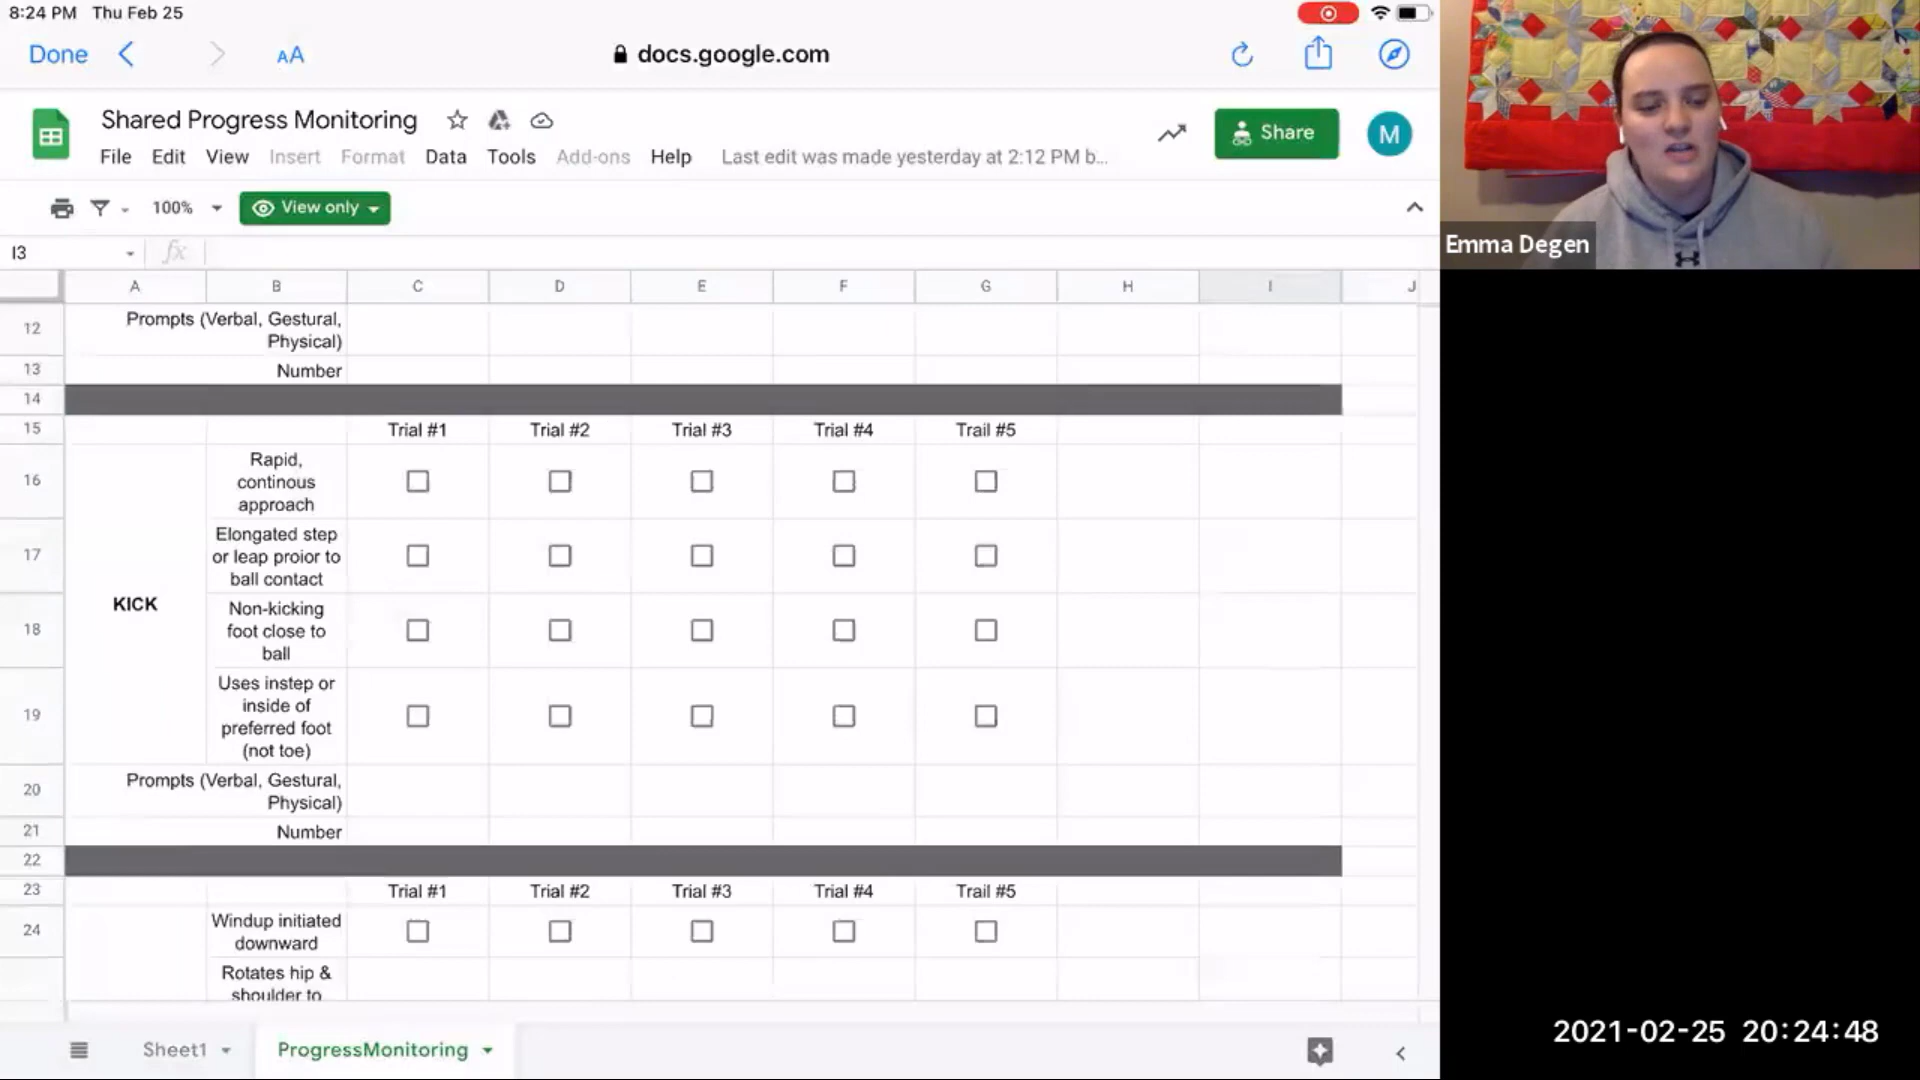 8:24 PM Thu Feb 25
Done AA docs.google.com
Shared Progress Monitoring
Share M
File Edit View Insert Format Data Tools Add-ons Help Last edit was made yesterday at 2:12 PM b...
100% View only
I3 fx
A B C D E F G H I J
12 Prompts (Verbal, Gestural,
Physical)
13 Number
14
15 Trial #1 Trial #2 Trial #3 Trial #4 Trail #5
16 Rapid,
continous
approach
17 Elongated step
or leap proior to
ball contact
KICK
18 Non-kicking
foot close to
ball
19 Uses instep or
inside of
preferred foot
(not toe)
20 Prompts (Verbal, Gestural,
Physical)
21 Number
22
23 Trial #1 Trial #2 Trial #3 Trial #4 Trail #5
24 Windup initiated
downward
Rotates hip &
shoulder to
Sheet1 ProgressMonitoring
Emma Degen
2021-02-25 20:24:48